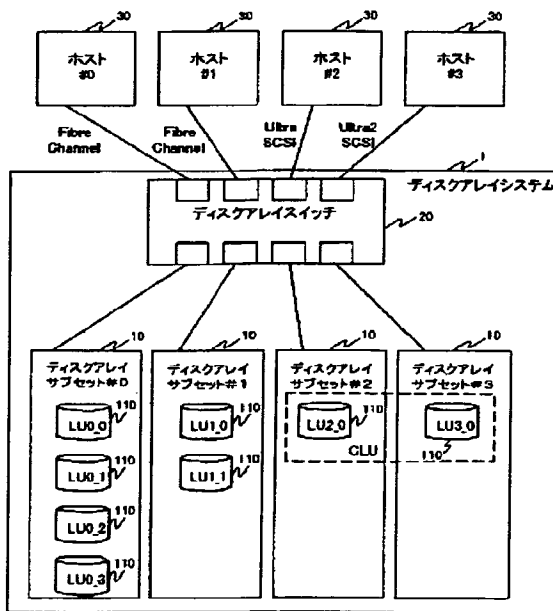 30
30
30
30
ホスト
#0
ホスト
#1
ホスト
#2
ホスト
#3
Fibre
Channel
Fibre
Channel
Ultra
SCSI
Ultra2
SCSI
1
ディスクアレイシステム
ディスクアレイスイッチ
20
10
10
10
10
ディスクアレイ
サブセット#0
ディスクアレイ
サブセット#1
ディスクアレイ
サブセット#2
ディスクアレイ
サブセット#3
LU0_0
110
LU1_0
110
LU2_0
110
LU3_0
110
CLU
LU0_1
110
LU1_1
110
LU0_2
110
LU0_3
110